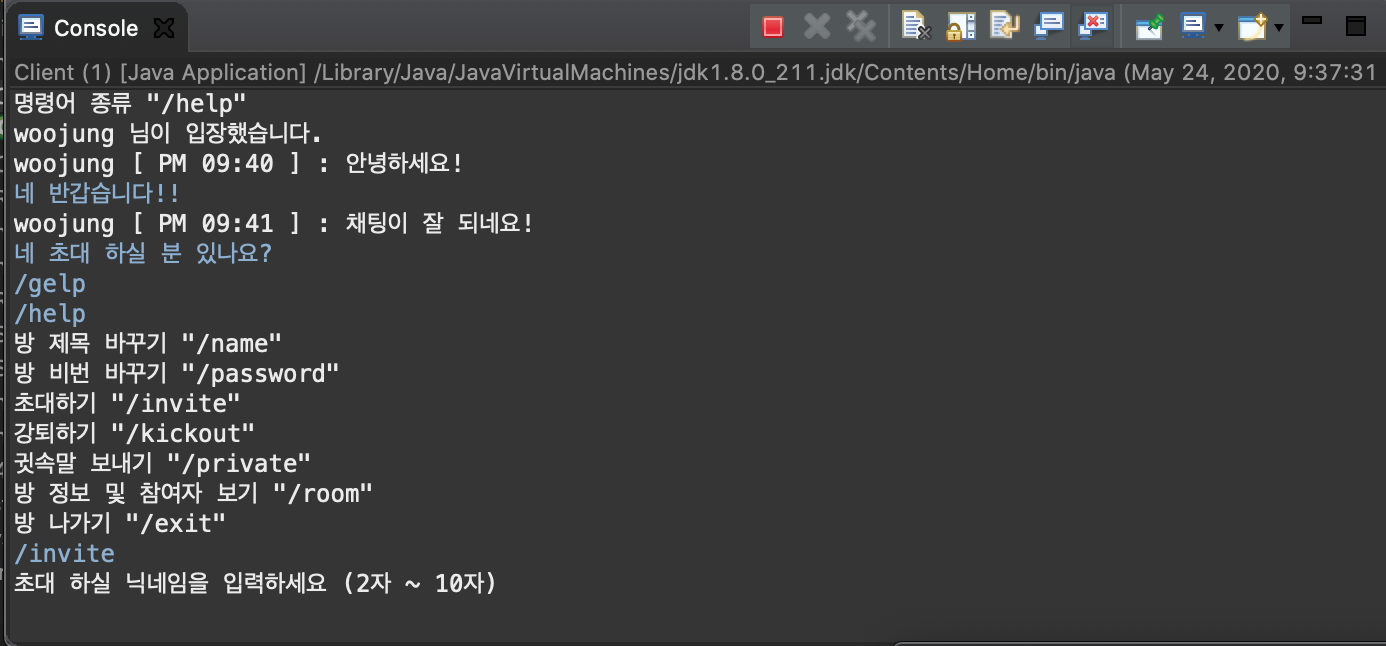 Console
Client (1) [Java Application] /Library/Java/JavaVirtualMachines/jdk1.8.0_211.jdk/Contents/Home/bin/java (May 24, 2020, 9:37:31
명령어 종류 "/help"
woojung 님이 입장했습니다.
woojung [ PM 09:40 ] : 안녕하세요!
네 반갑습니다!!
woojung [ PM 09:41 ] : 채팅이 잘 되네요!
네 초대 하실 분 있나요?
/gelp
/help
방 제목 바꾸기 "/name"
방 비번 바꾸기 "/password"
초대하기 "/invite"
강퇴하기 "/kickout"
귓속말 보내기 "/private"
방 정보 및 참여자 보기 "/room"
방 나가기 "/exit"
/invite
초대 하실 닉네임을 입력하세요 (2자 ~ 10자)